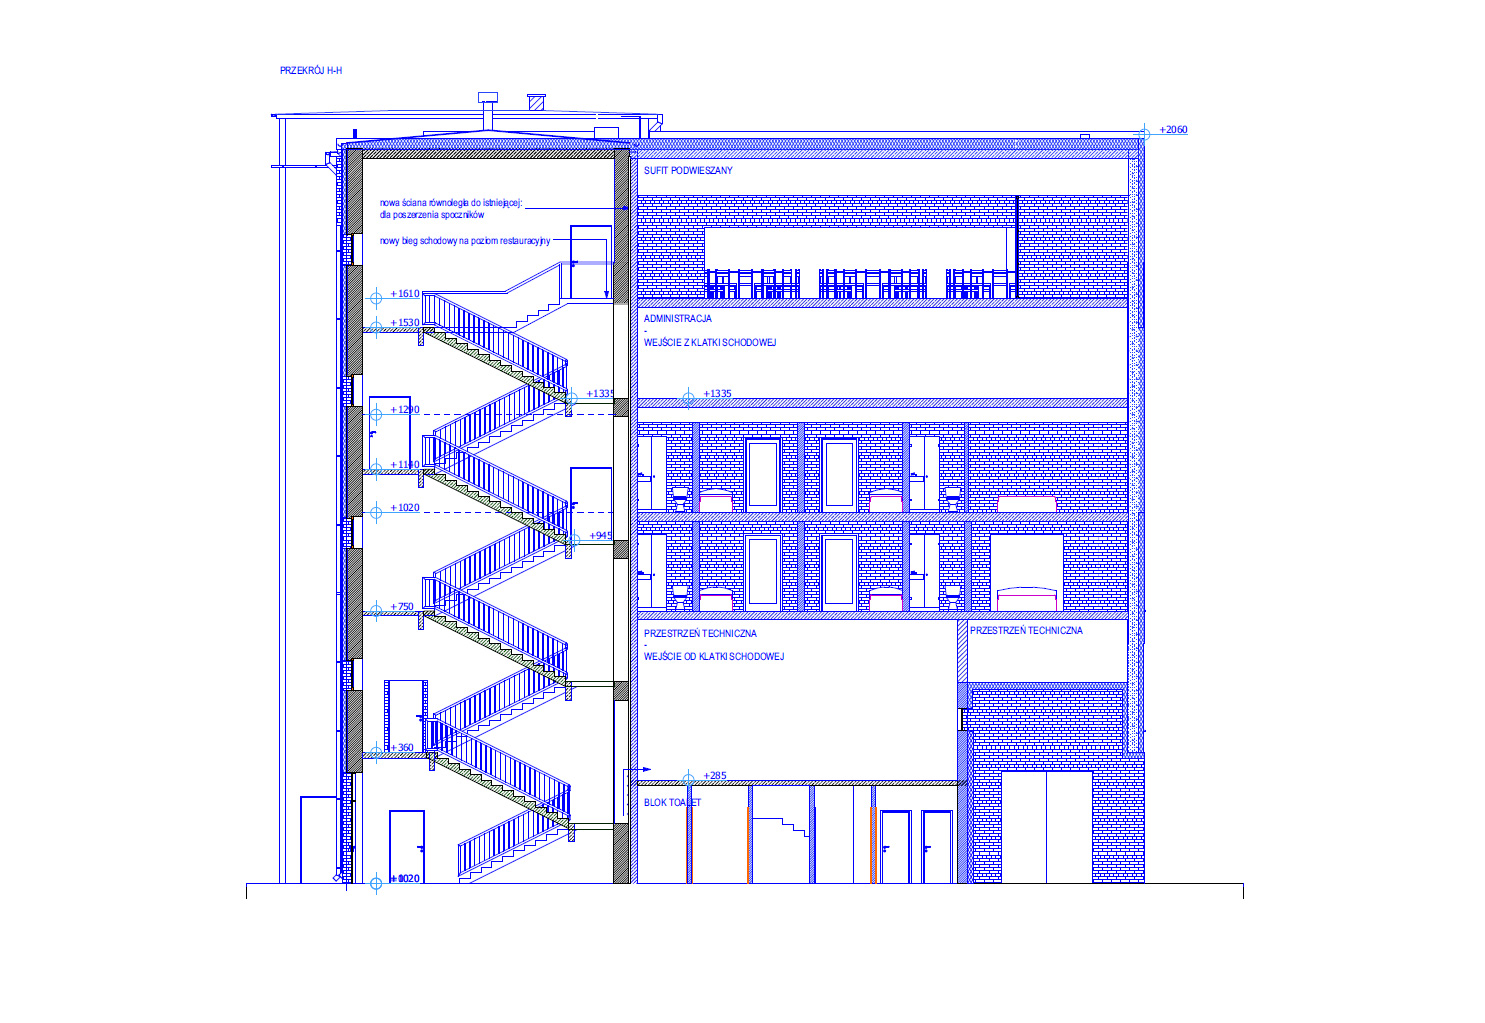 PRZEKRÓJ H-H
+2060
SUFIT PODWIESZANY
nowa ściana równoległa do istniejącej:
dla poszerzenia spoczników
nowy bieg schodowy na poziom restauracyjny
+1610
+1530
ADMINISTRACJA
-
WEJŚCIE Z KLATKI SCHODOWEJ
+1335
+1335
+1290
+1140
+1020
+945
+750
PRZESTRZEŃ TECHNICZNA
-
WEJŚCIE OD KLATKI SCHODOWEJ
PRZESTRZEŃ TECHNICZNA
+360
+285
BLOK TOALET